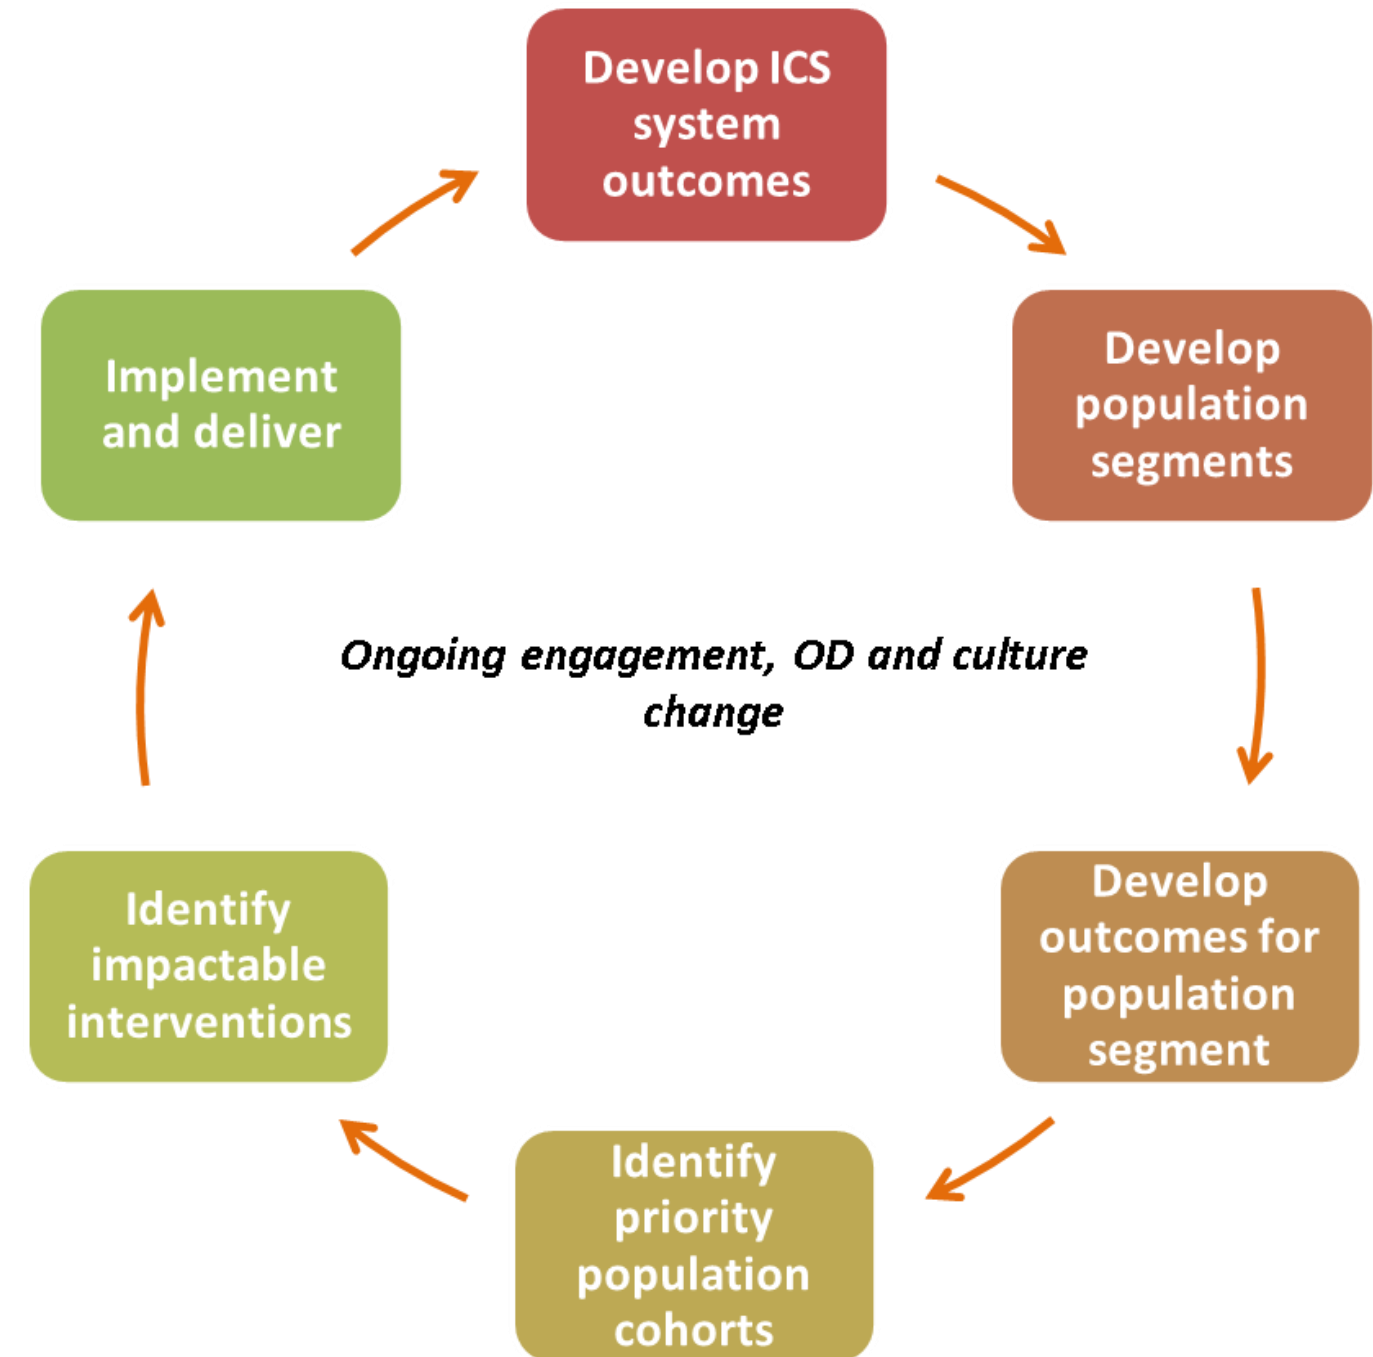 Develop ICS
system
outcomes
Develop
population
segments
Develop
outcomes for
population
segment
Identify
priority
population
cohorts
Identify
impactable
interventions
Implement
and deliver
Ongoing engagement, OD and culture
change